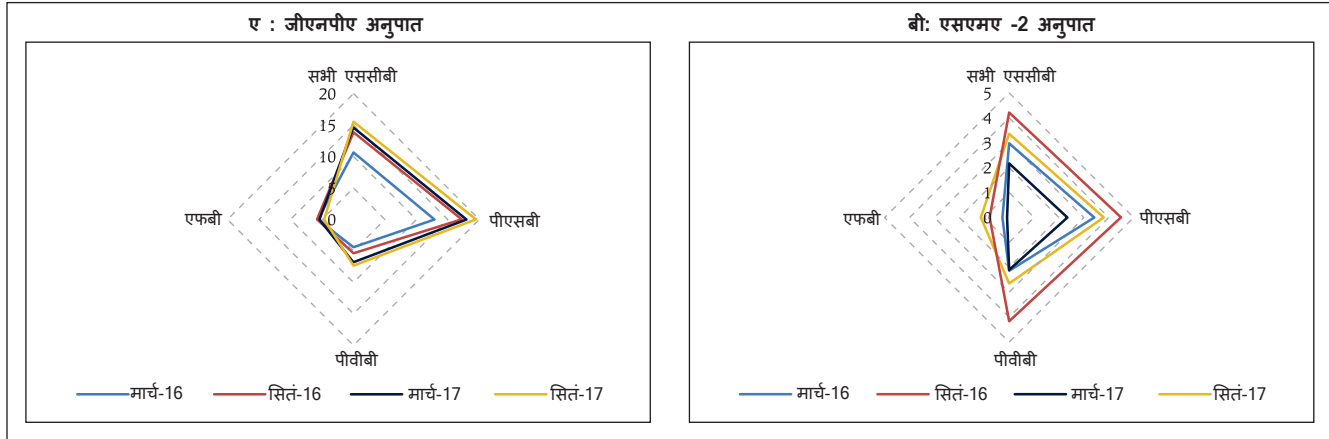 ए : जीएनपीए अनुपात
सभी एससीबी
20
15
10
5
0
एफबी
पीएसबी
पीवीबी
मार्च-16 सितं-16 मार्च-17 सितं-17
बी: एसएमए -2 अनुपात
सभी एससीबी
5
4
3
2
1
0
एफबी
पीएसबी
पीवीबी
मार्च-16 सितं-16 मार्च-17 सितं-17